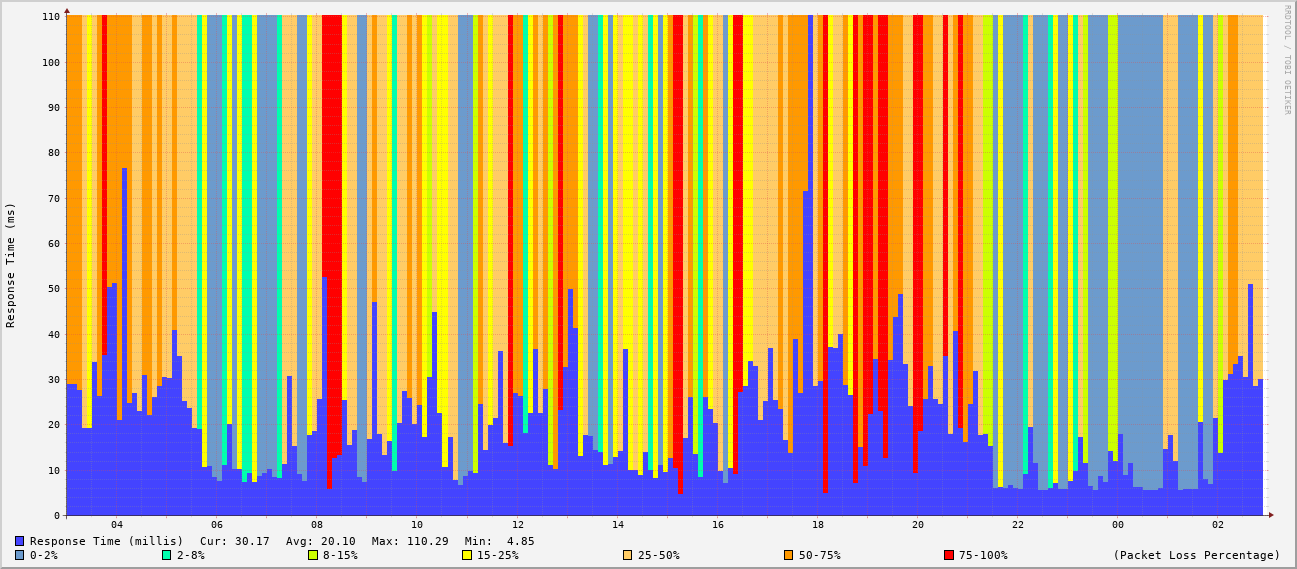 RRDTOOL / TOBI OETIKER
Response Time (ms)
110
100
90
80
70
60
50
40
30
20
10
0
04 06 08 10 12 14 16 18 20 22 00 02
Response Time (millis) Cur: 30.17 Avg: 20.10 Max: 110.29 Min: 4.85
0-2% 2-8% 8-15% 15-25% 25-50% 50-75% 75-100% (Packet Loss Percentage)